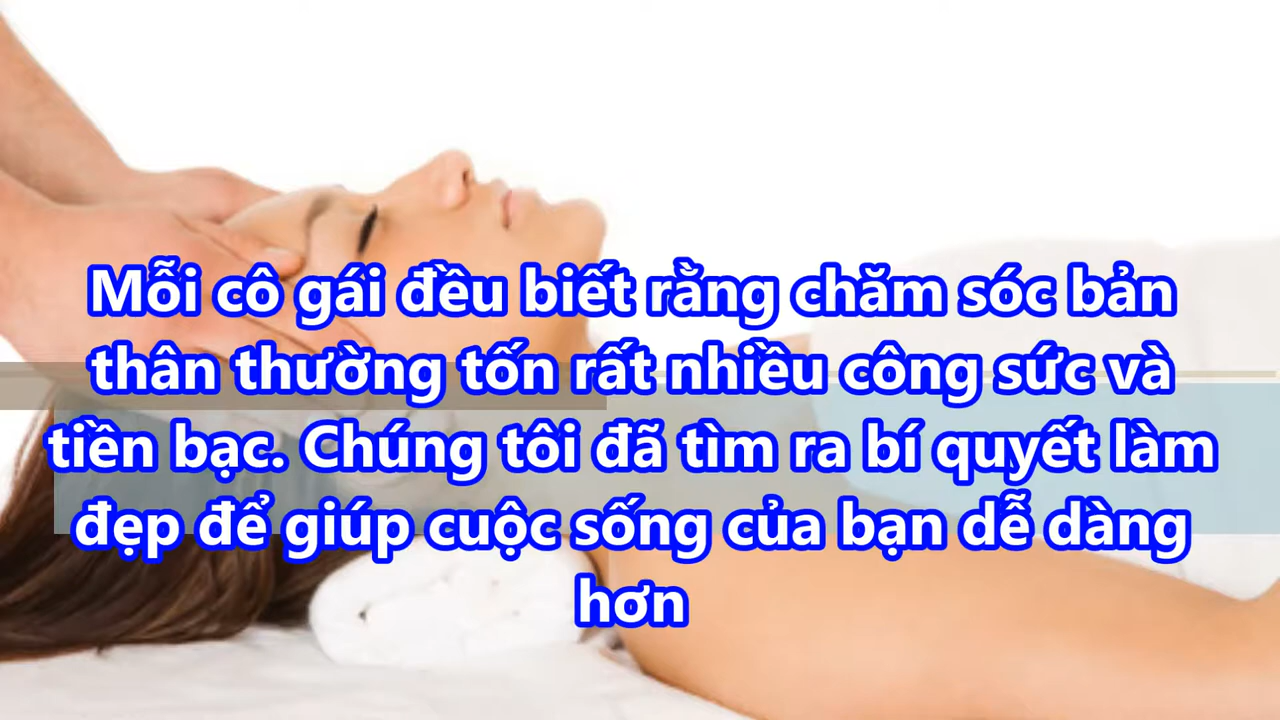 Mỗi cô gái đều biết rằng chăm sóc bản
thân thường tốn rất nhiều công sức và
tiền bạc. Chúng tôi đã tìm ra bí quyết làm
đẹp để giúp cuộc sống của bạn dễ dàng
hơn